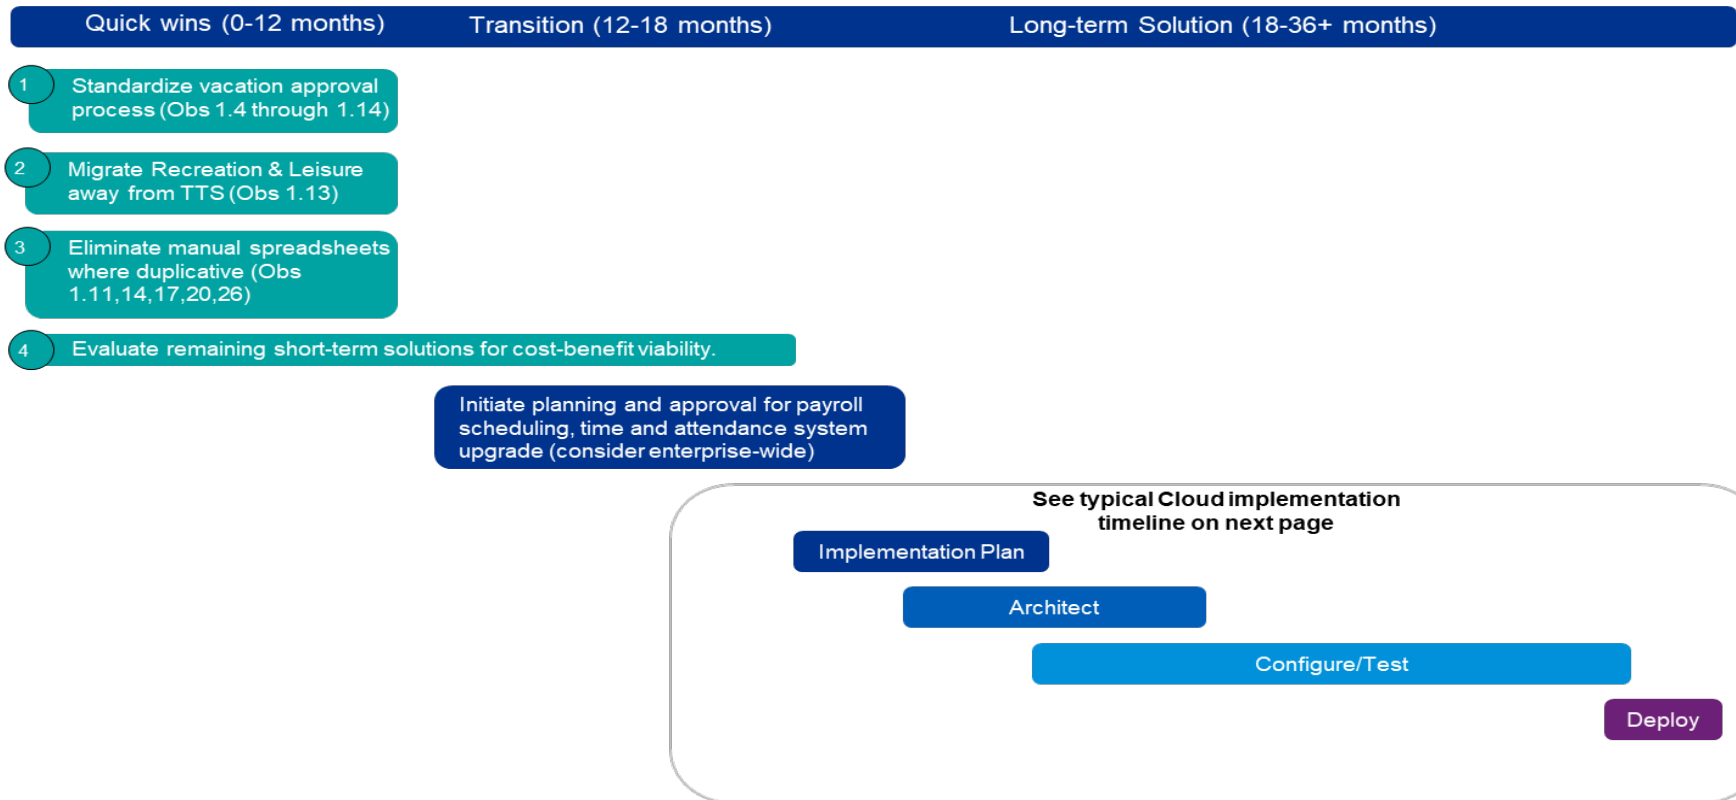 Quick wins (0-12 months)
Transition (12-18 months)
Long-term Solution (18-36+ months)
1
Standardize vacation approval
process (Obs 1.4 through 1.14)
2
Migrate Recreation & Leisure
away from TTS (Obs 1.13)
3
Eliminate manual spreadsheets
where duplicative (Obs
1.11,14,17,20,26)
4
Evaluate remaining short-term solutions for cost-benefit viability.
Initiate planning and approval for payroll
scheduling, time and attendance system
upgrade (consider enterprise-wide)
See typical Cloud implementation
timeline on next page
Implementation Plan
Architect
Configure/Test
Deploy